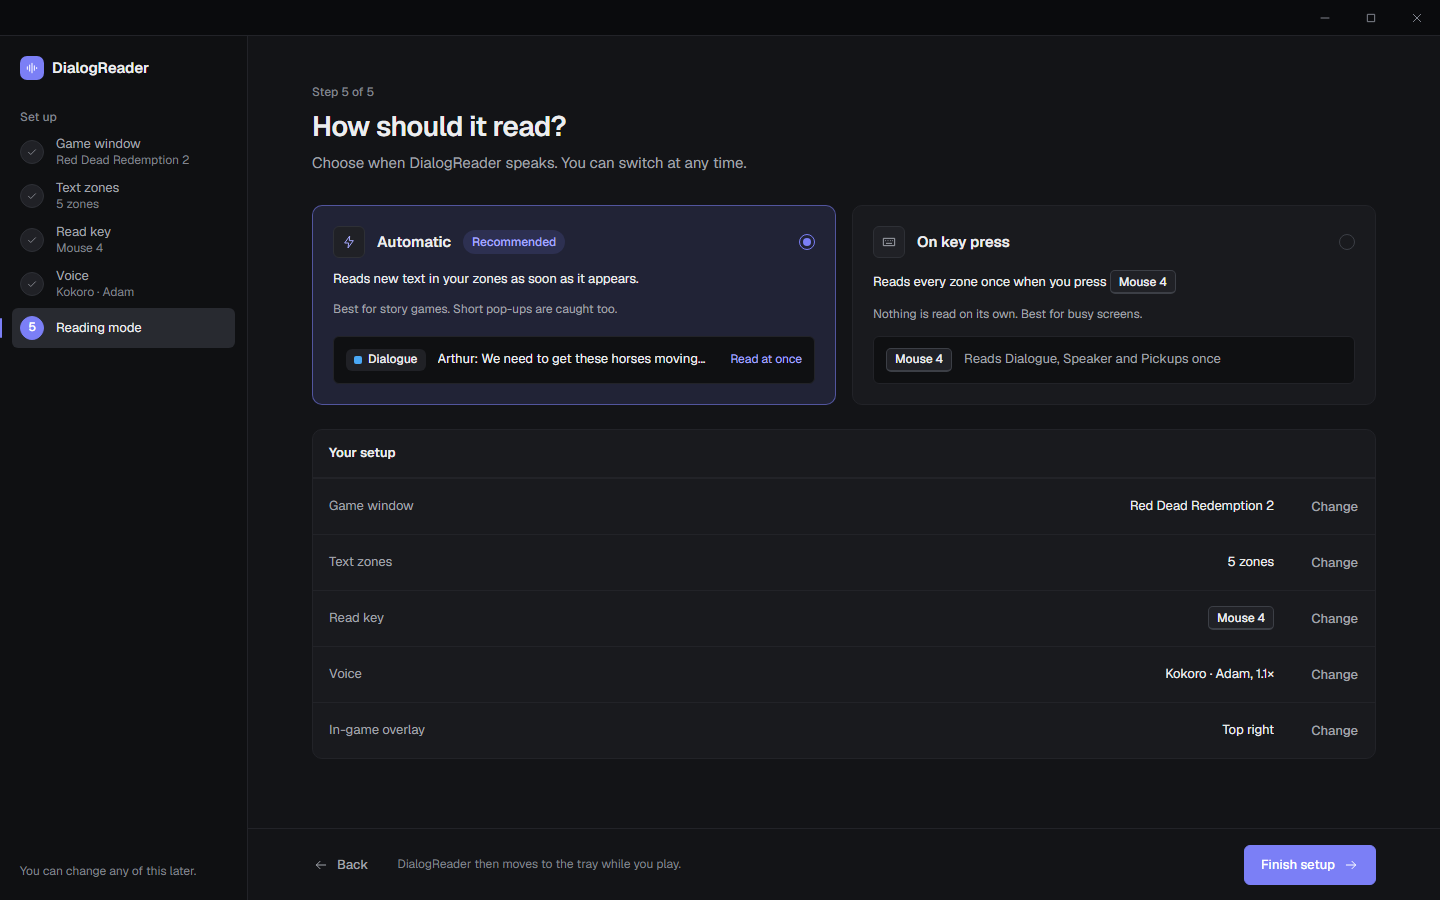 DialogReader
Set up
Game window
Red Dead Redemption 2
Text zones
5 zones
Read key
Mouse 4
Voice
Kokoro · Adam
5 Reading mode
You can change any of this later.
Step 5 of 5
How should it read?
Choose when DialogReader speaks. You can switch at any time.
Automatic Recommended
Reads new text in your zones as soon as it appears.
Best for story games. Short pop-ups are caught too.
Dialogue Arthur: We need to get these horses moving… Read at once
On key press
Reads every zone once when you press Mouse 4
Nothing is read on its own. Best for busy screens.
Mouse 4 Reads Dialogue, Speaker and Pickups once
Your setup
Game window Red Dead Redemption 2 Change
Text zones 5 zones Change
Read key Mouse 4 Change
Voice Kokoro · Adam, 1.1× Change
In-game overlay Top right Change
Back DialogReader then moves to the tray while you play. Finish setup